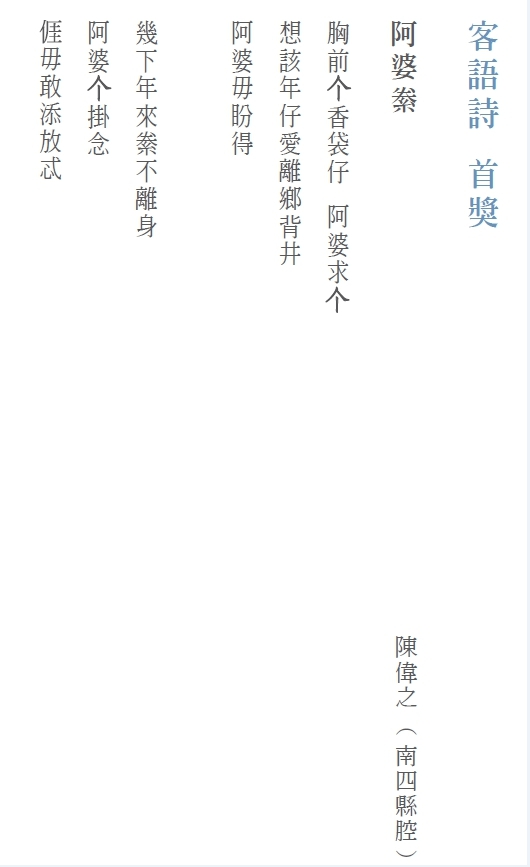 客語詩　首獎
阿婆絭　陳偉之（南四縣腔）
胸前个香袋仔　阿婆求个
想該年仔愛離鄉背井
阿婆毋盼得
幾下年來絭不離身
阿婆个掛念
𠊎毋敢添放忒